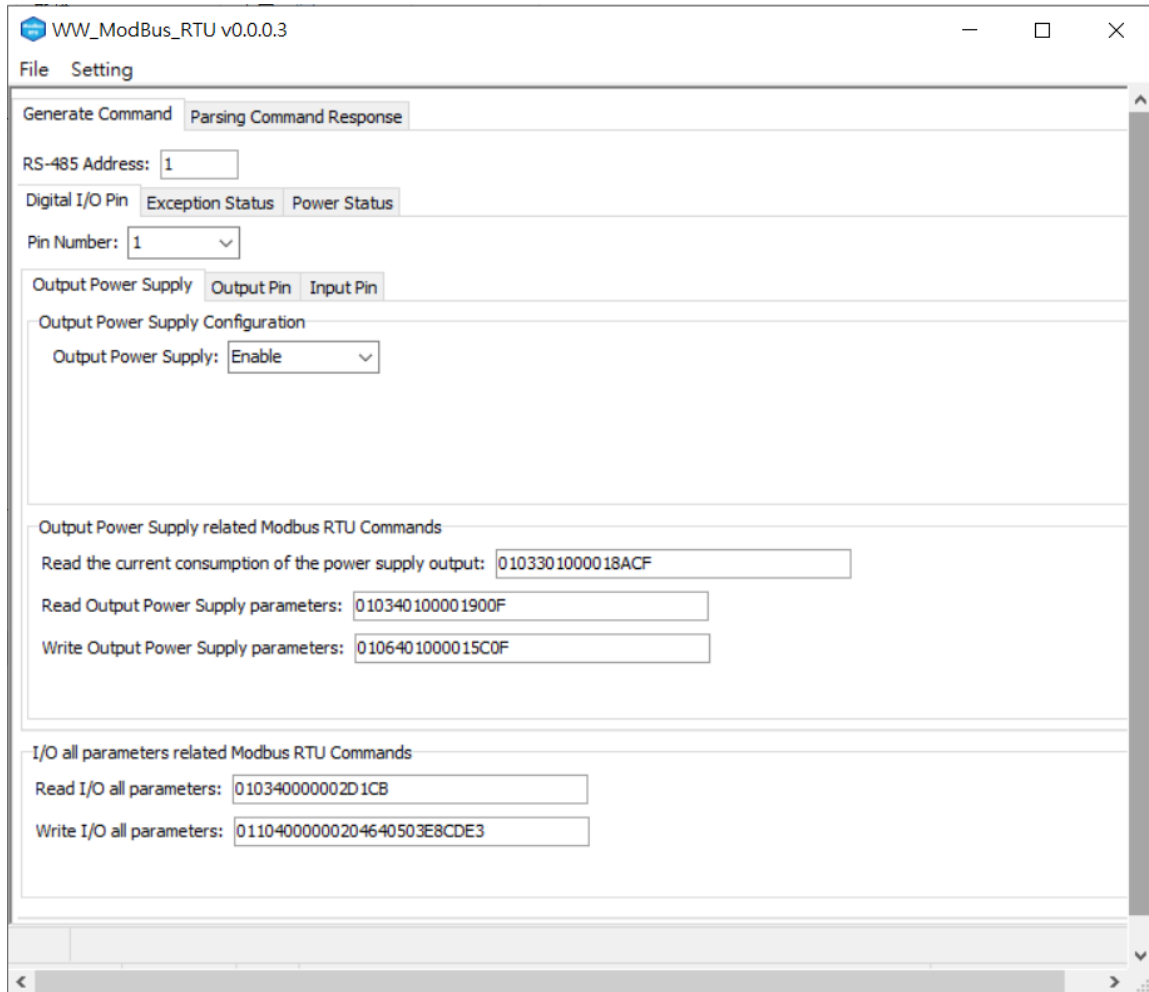 WW_ModBus_RTU v0.0.0.3
File Setting
Generate Command Parsing Command Response
RS-485 Address: 1
Digital I/O Pin Exception Status Power Status
Pin Number: 1
Output Power Supply Output Pin Input Pin
Output Power Supply Configuration
Output Power Supply: Enable
Output Power Supply related Modbus RTU Commands
Read the current consumption of the power supply output: 0103301000018ACF
Read Output Power Supply parameters: 010340100001900F
Write Output Power Supply parameters: 0106401000015C0F
I/O all parameters related Modbus RTU Commands
Read I/O all parameters: 010340000002D1CB
Write I/O all parameters: 01104000000204640503E8CDE3